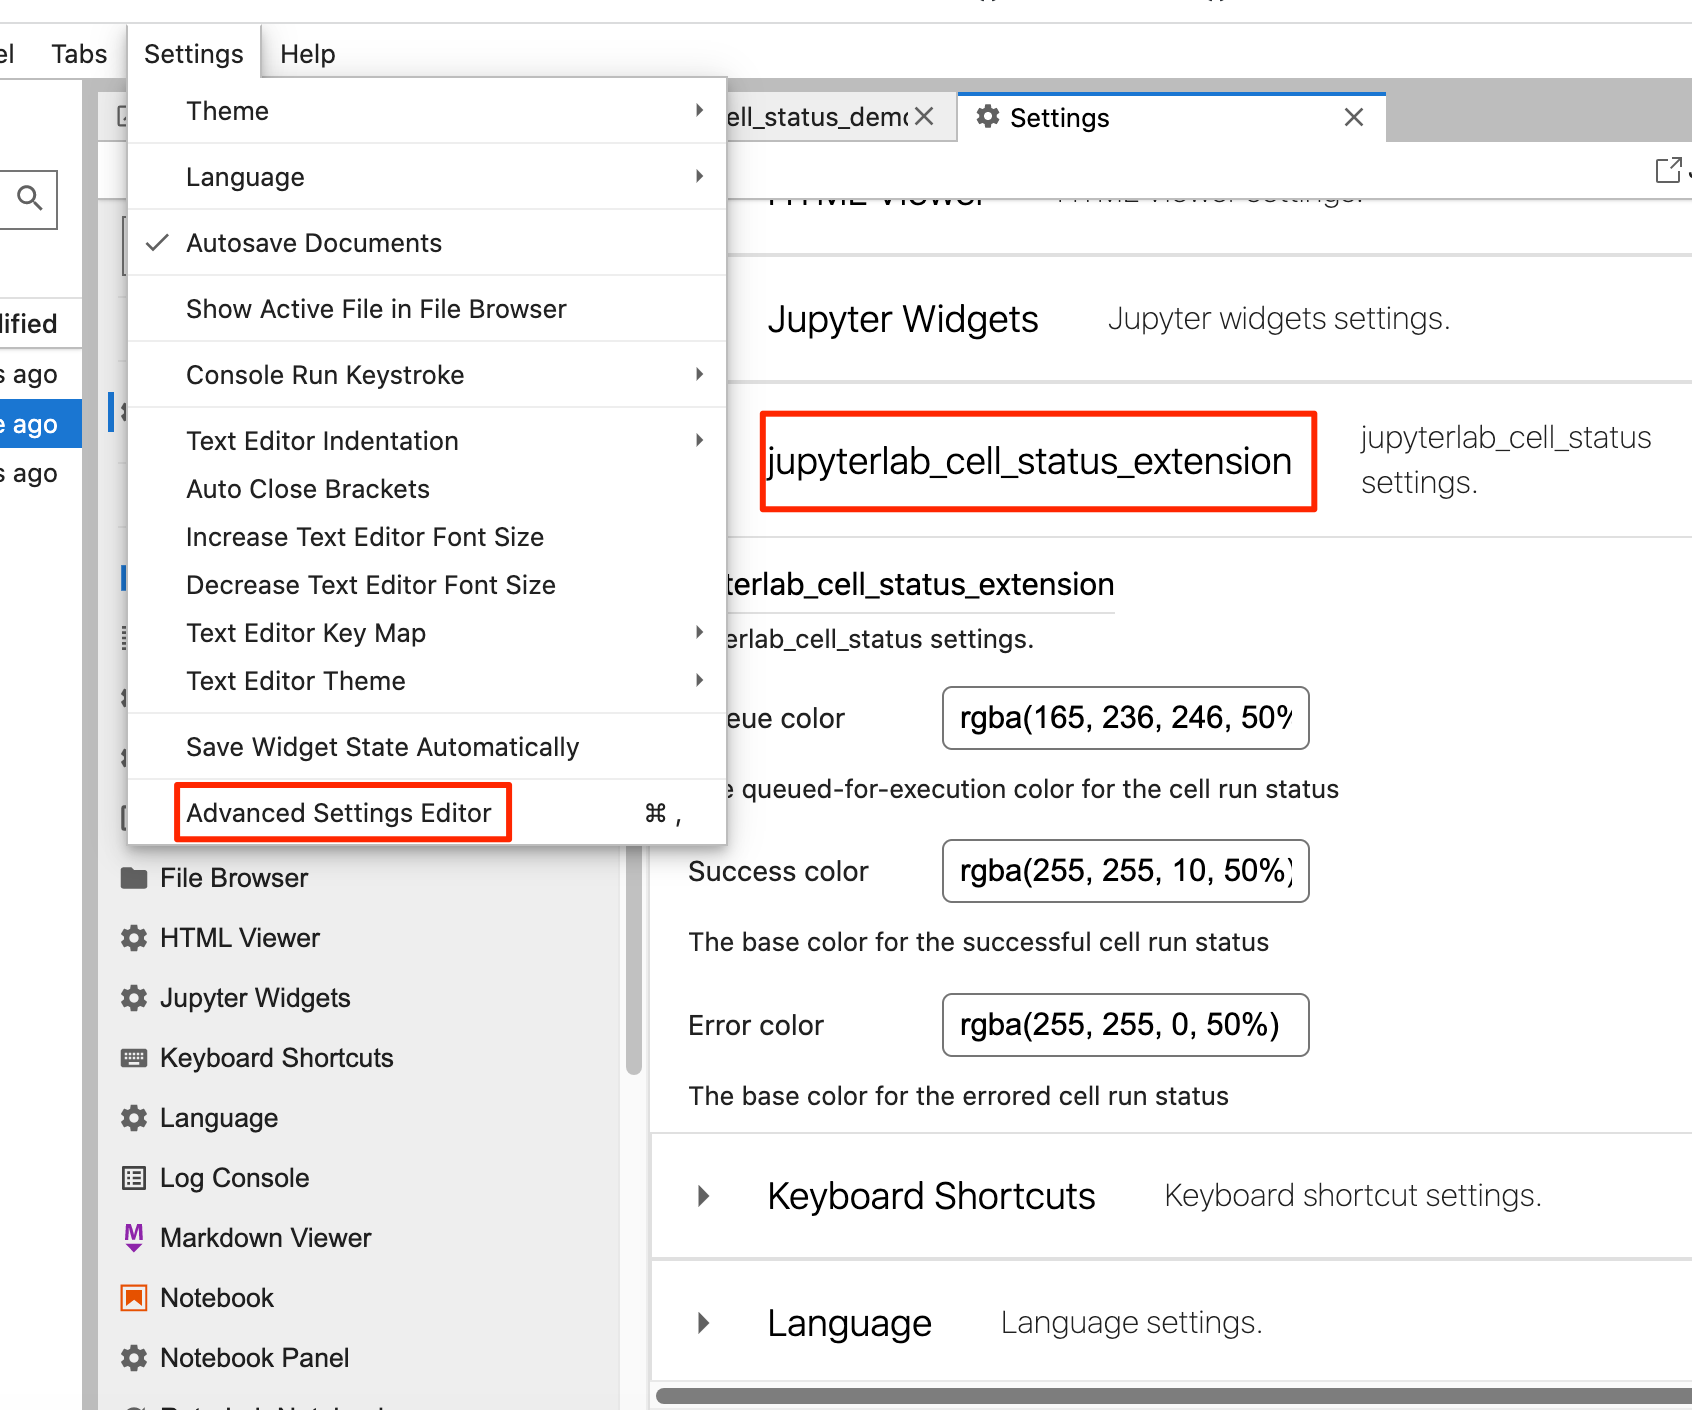 el Tabs Settings Help
Theme
Language
Autosave Documents
Show Active File in File Browser
Console Run Keystroke
Text Editor Indentation
Auto Close Brackets
Increase Text Editor Font Size
Decrease Text Editor Font Size
Text Editor Key Map
Text Editor Theme
Save Widget State Automatically
Advanced Settings Editor ⌘ ,
ell_status_demo
Settings
lified
s ago
e ago
s ago
HTML Viewer HTML Viewer settings.
Jupyter Widgets Jupyter widgets settings.
jupyterlab_cell_status_extension
jupyterlab_cell_status
settings.
terlab_cell_status_extension
erlab_cell_status settings.
eue color rgba(165, 236, 246, 50%
e queued-for-execution color for the cell run status
Success color rgba(255, 255, 10, 50%)
The base color for the successful cell run status
Error color rgba(255, 255, 0, 50%)
The base color for the errored cell run status
Keyboard Shortcuts Keyboard shortcut settings.
Language Language settings.
File Browser
HTML Viewer
Jupyter Widgets
Keyboard Shortcuts
Language
Log Console
Markdown Viewer
Notebook
Notebook Panel